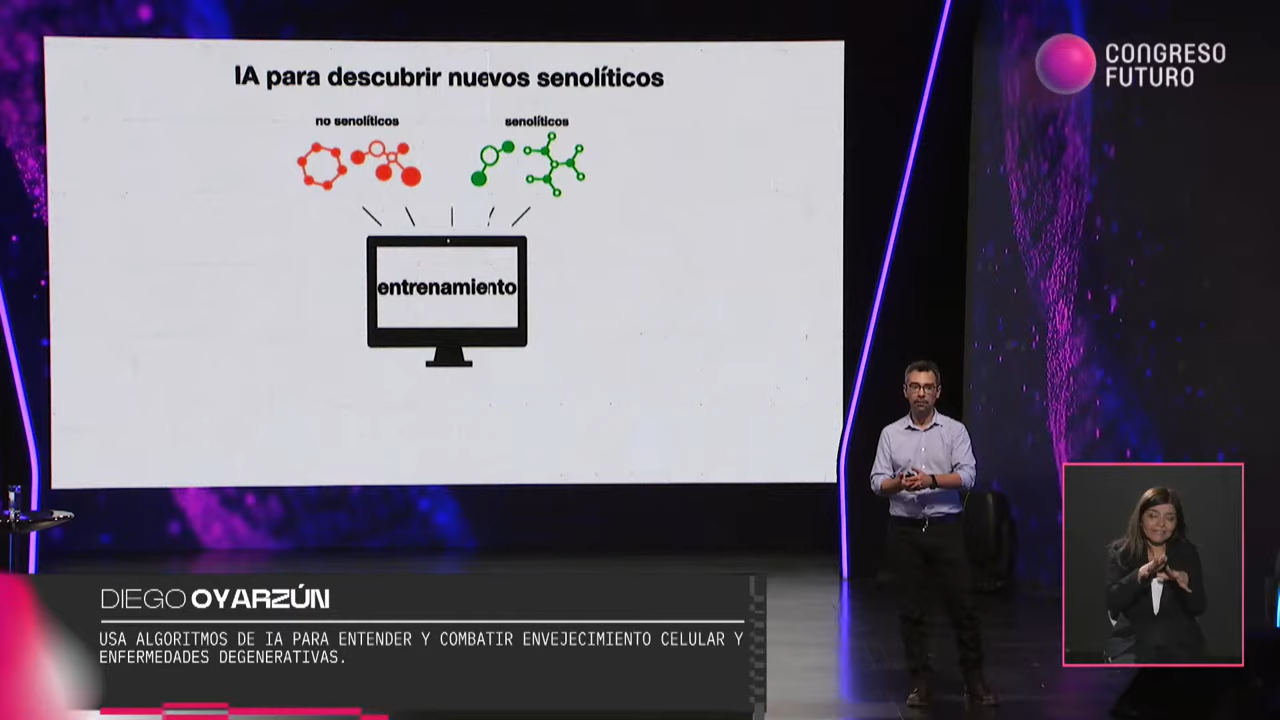 IA para descubrir nuevos senolíticos
no senolíticos
senolíticos
entrenamiento
CONGRESO
FUTURO
DIEGO OYARZÚN
USA ALGORITMOS DE IA PARA ENTENDER Y COMBATIR ENVEJECIMIENTO CELULAR Y
ENFERMEDADES DEGENERATIVAS.